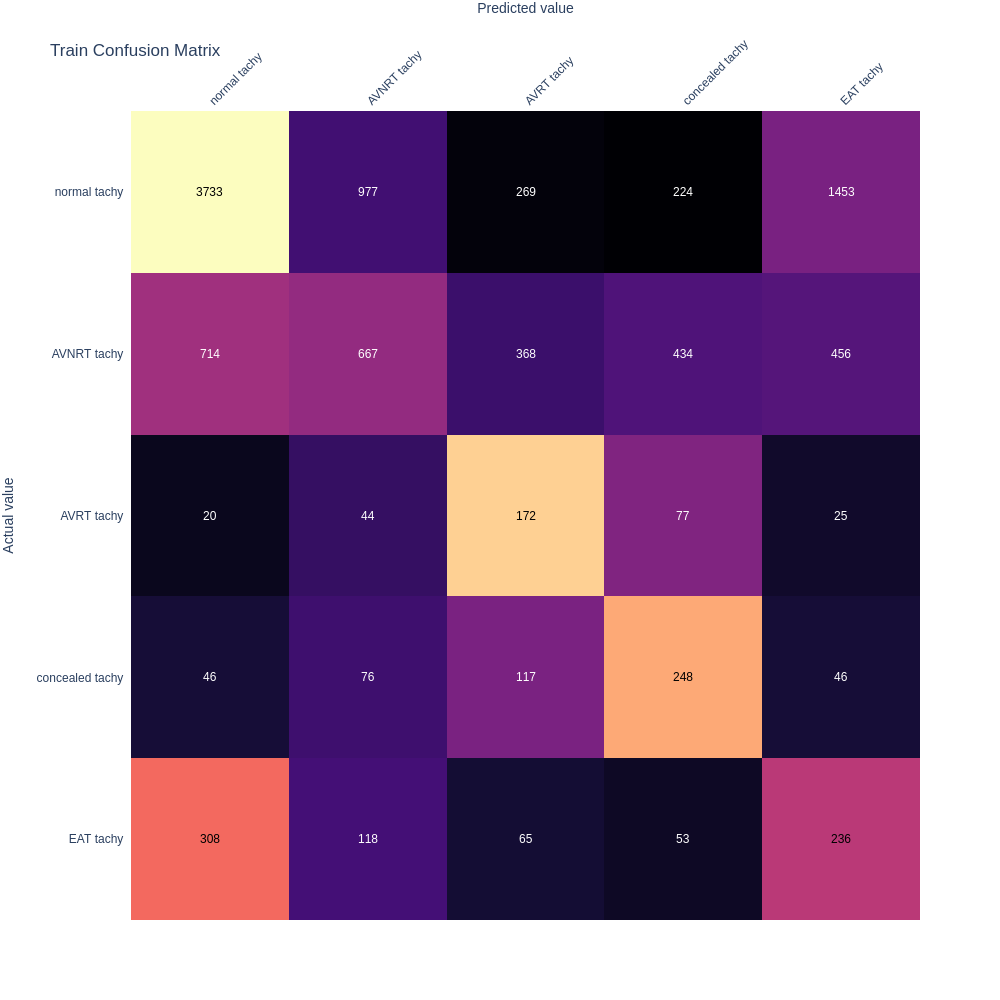 Predicted value
Train Confusion Matrix
normal tachy
AVNRT tachy
AVRT tachy
concealed tachy
EAT tachy
normal tachy
3733
977
269
224
1453
AVNRT tachy
714
667
368
434
456
Actual value
AVRT tachy
20
44
172
77
25
concealed tachy
46
76
117
248
46
EAT tachy
308
118
65
53
236